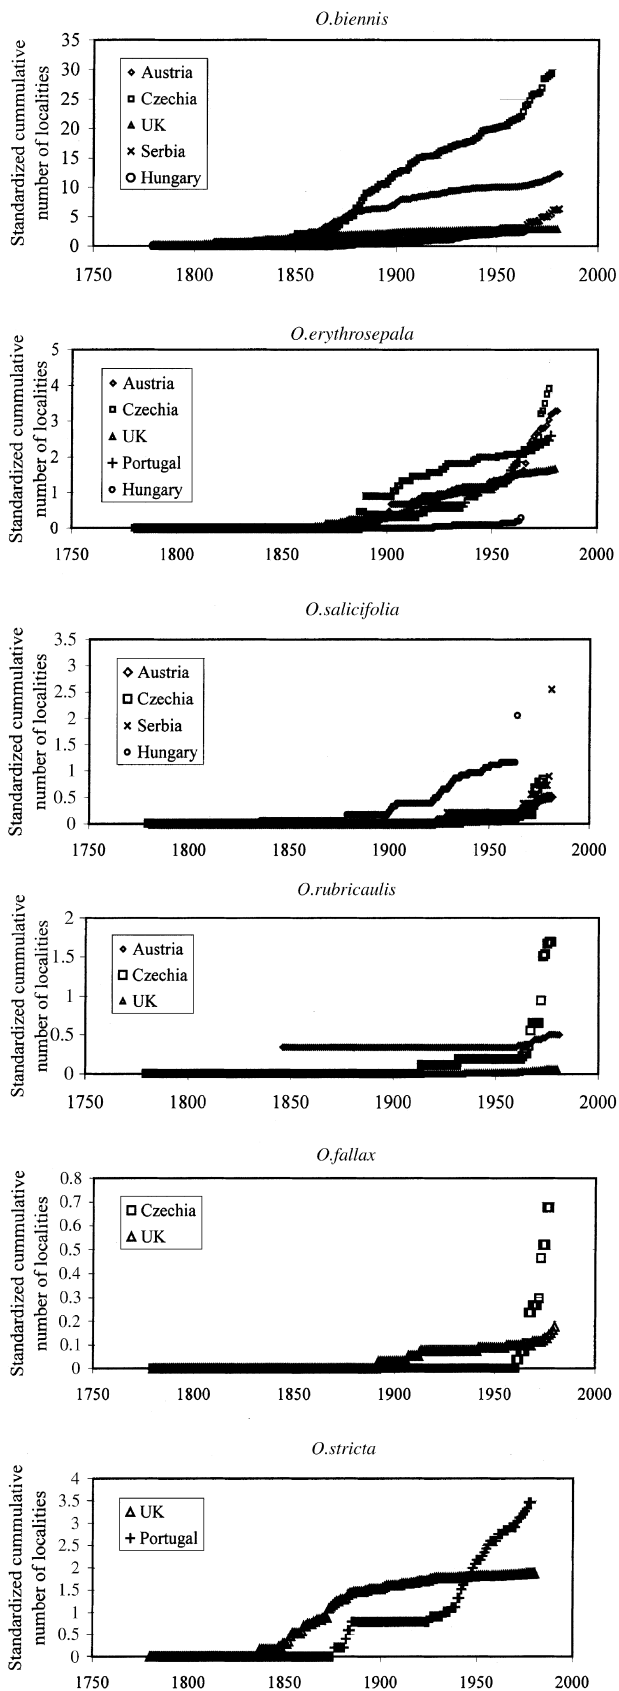 O.biennis
Standardized cummulative
number of localities
35
30
25
20
15
10
5
0
Austria
Czechia
UK
Serbia
Hungary
1750 1800 1850 1900 1950 2000
O.erythrosepala
Standardized cummulative
number of localities
5
4
3
2
1
0
Austria
Czechia
UK
Portugal
Hungary
1750 1800 1850 1900 1950 2000
O.salicifolia
Standardized cummulative
number of localities
3.5
3
2.5
2
1.5
1
0.5
0
Austria
Czechia
Serbia
Hungary
1750 1800 1850 1900 1950 2000
O.rubricaulis
Standardized cummulative
number of localities
2
1.5
1
0.5
0
Austria
Czechia
UK
1750 1800 1850 1900 1950 2000
O.fallax
Standardized cummulative
number of localities
0.8
0.7
0.6
0.5
0.4
0.3
0.2
0.1
0
Czechia
UK
1750 1800 1850 1900 1950 2000
O.stricta
Standardized cummulative
number of localities
4
3.5
3
2.5
2
1.5
1
0.5
0
UK
Portugal
1750 1800 1850 1900 1950 2000